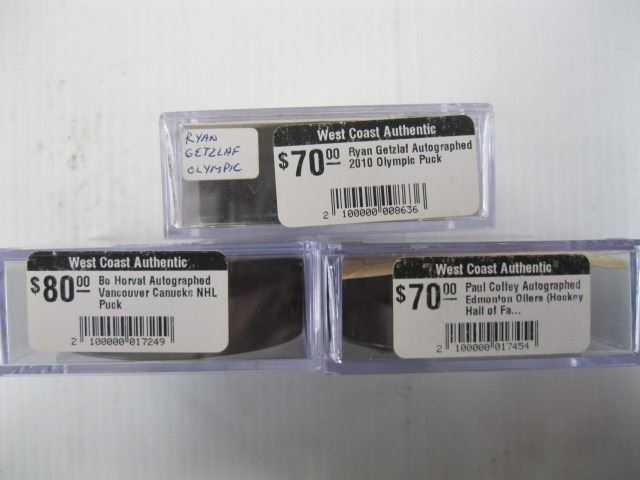 RYAN
GETZLAF
OLYMPIC
West Coast Authentic
$70.00 Ryan Getzlaf Autographed
2010 Olympic Puck
2 100000 008636
West Coast Authentic
$80.00 Bo Horvat Autographed
Vancouver Canucks NHL
Puck
2 100000 017249
West Coast Authentic
$70.00 Paul Coffey Autographed
Edmonton Oilers (Hockey
Hall of Fa...
2 100000 017454